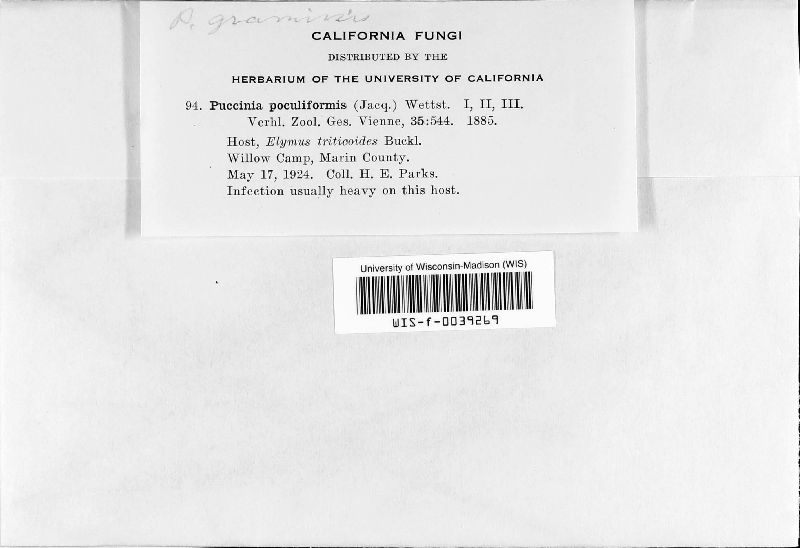 P. graminis
CALIFORNIA FUNGI
DISTRIBUTED BY THE
HERBARIUM OF THE UNIVERSITY OF CALIFORNIA
94. Puccinia poculiformis (Jacq.) Wettst. I, II, III.
Verhl. Zool. Ges. Vienne, 35:544. 1885.
Host, Elymus triticoides Buckl.
Willow Camp, Marin County.
May 17, 1924. Coll. H. E. Parks.
Infection usually heavy on this host.
University of Wisconsin-Madison (WIS)
WIS-f-0039269